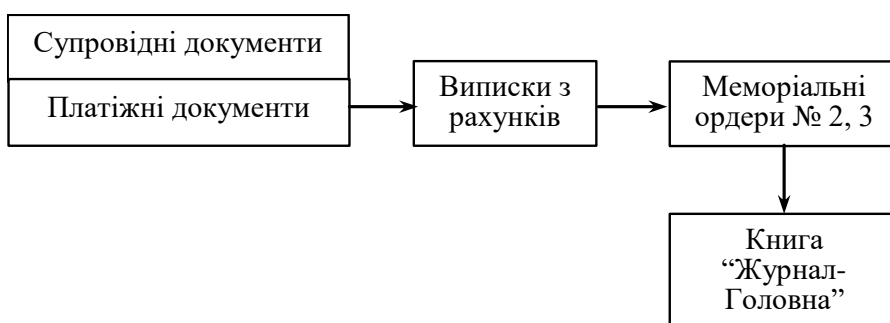 Супровідні документи
Платіжні документи
Виписки з
рахунків
Меморіальні
ордери № 2, 3
Книга
“Журнал-
Головна”